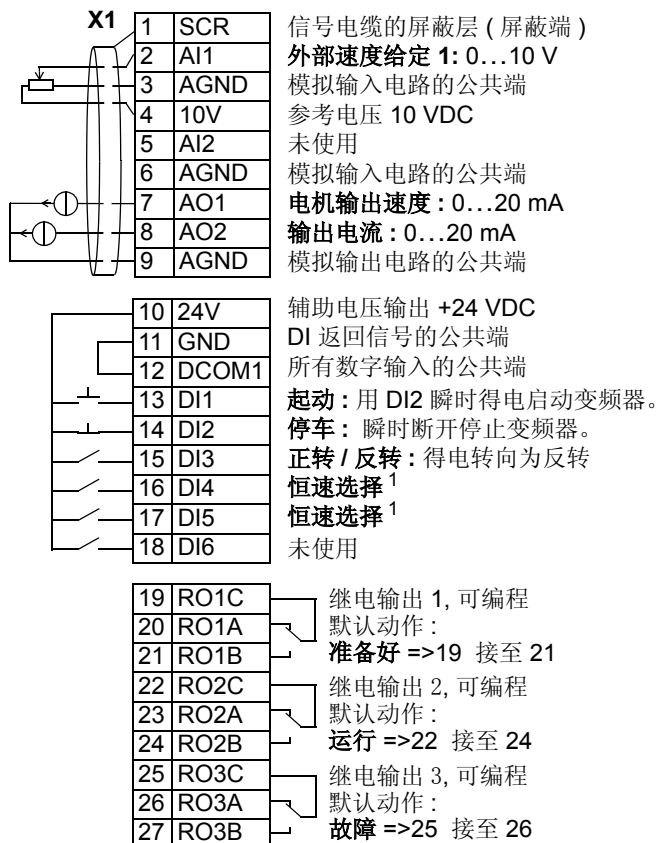 X1
1 SCR 信号电缆的屏蔽层 ( 屏蔽端 )
2 AI1 外部速度给定 1: 0…10 V
3 AGND 模拟输入电路的公共端
4 10V 参考电压 10 VDC
5 AI2 未使用
6 AGND 模拟输入电路的公共端
7 AO1 电机输出速度 : 0…20 mA
8 AO2 输出电流 : 0…20 mA
9 AGND 模拟输出电路的公共端
10 24V 辅助电压输出 +24 VDC
11 GND DI 返回信号的公共端
12 DCOM1 所有数字输入的公共端
13 DI1 起动 : 用 DI2 瞬时得电启动变频器。
14 DI2 停车 : 瞬时断开停止变频器。
15 DI3 正转 / 反转 : 得电转向为反转
16 DI4 恒速选择 1
17 DI5 恒速选择 1
18 DI6 未使用
19 RO1C 继电输出 1, 可编程
20 RO1A 默认动作 :
21 RO1B 准备好 =>19 接至 21
22 RO2C 继电输出 2, 可编程
23 RO2A 默认动作 :
24 RO2B 运行 =>22 接至 24
25 RO3C 继电输出 3, 可编程
26 RO3A 默认动作 :
27 RO3B 故障 =>25 接至 26